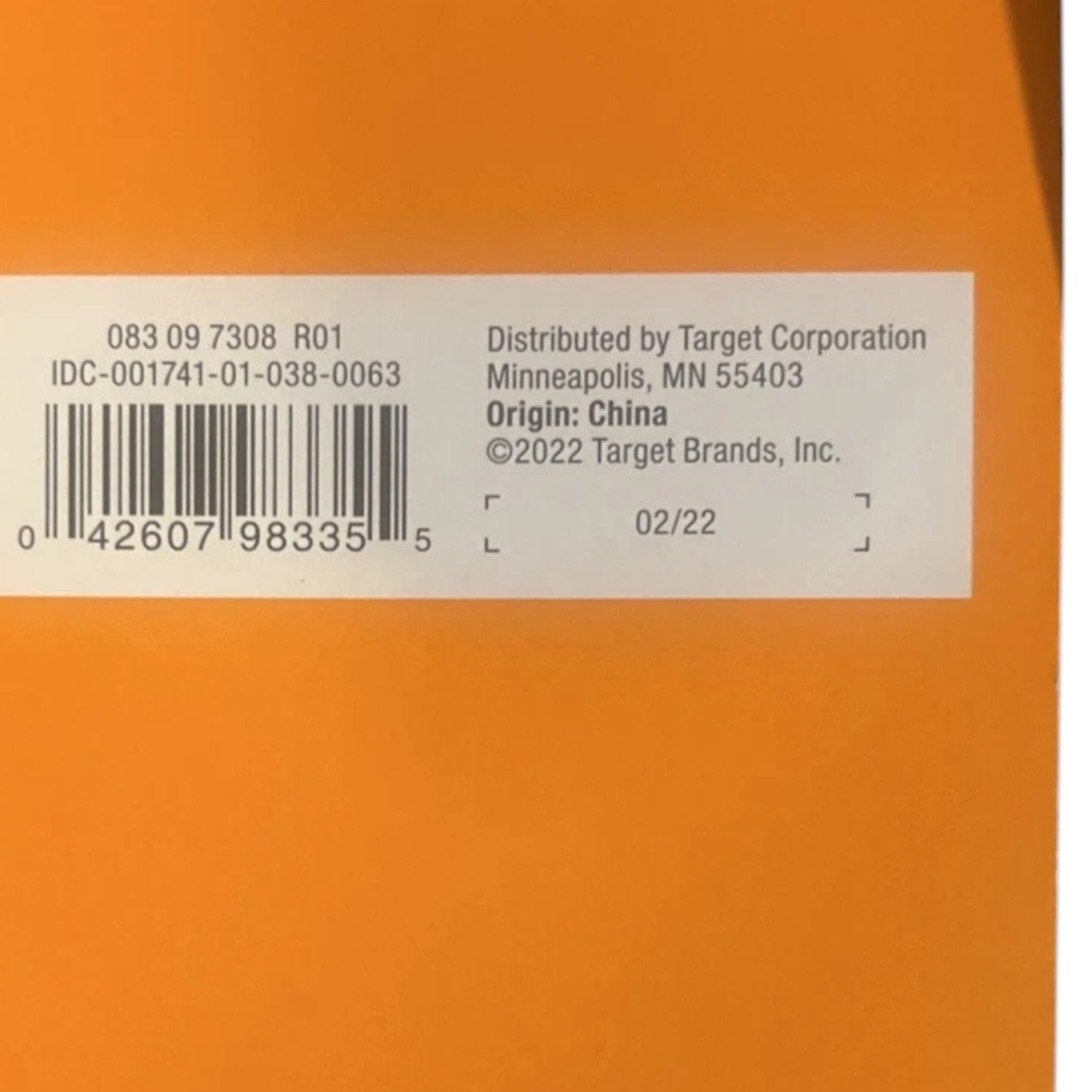 083 09 7308 R01
IDC-001741-01-038-0063
0 42607 98335 5
Distributed by Target Corporation
Minneapolis, MN 55403
Origin: China
©2022 Target Brands, Inc.
02/22